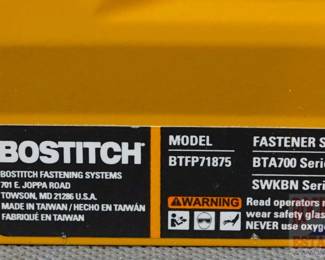 BOSTITCH
BOSTITCH FASTENING SYSTEMS
701 E. JOPPA ROAD
TOWSON, MD 21286 U.S.A.
MADE IN TAIWAN / HECHO EN TAIWÁN
FABRIQUÉ EN TAIWAN
MODEL
BTFP71875
FASTENER S
BTA700 Serie
SWKBN Seri
WARNING
Read operators m
wear safety glas
NEVER use oxyg